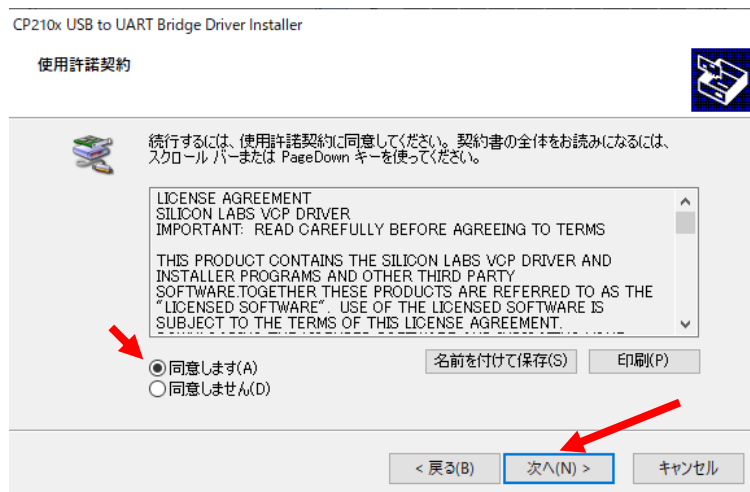 CP210x USB to UART Bridge Driver Installer
使用許諾契約
続行するには、使用許諾契約に同意してください。契約書の全体をお読みになるには、
スクロール バーまたは PageDown キーを使ってください。
LICENSE AGREEMENT
SILICON LABS VCP DRIVER
IMPORTANT: READ CAREFULLY BEFORE AGREEING TO TERMS
THIS PRODUCT CONTAINS THE SILICON LABS VCP DRIVER AND
INSTALLER PROGRAMS AND OTHER THIRD PARTY
SOFTWARE.TOGETHER THESE PRODUCTS ARE REFERRED TO AS THE
"LICENSED SOFTWARE". USE OF THE LICENSED SOFTWARE IS
SUBJECT TO THE TERMS OF THIS LICENSE AGREEMENT.
同意します(A)
名前を付けて保存(S)
印刷(P)
同意しません(D)
< 戻る(B)
次へ(N) >
キャンセル